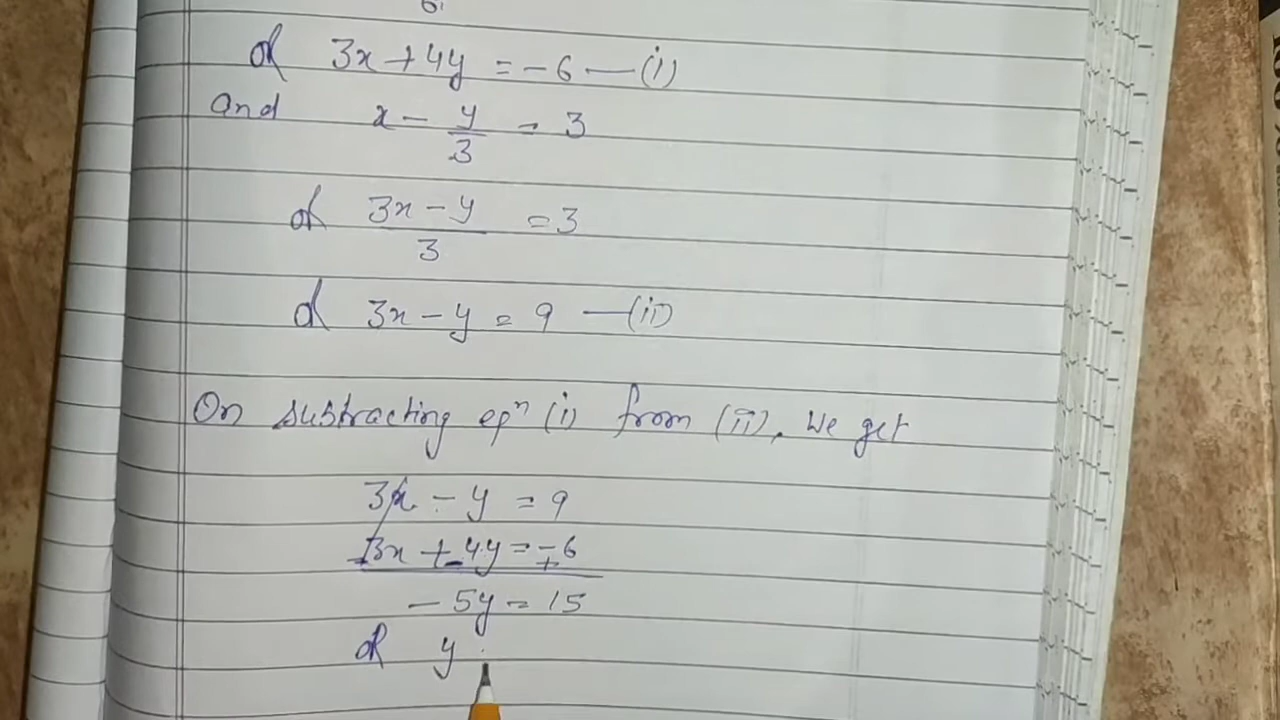 6
or 3x + 4y = -6 — (i)
and x - y/3 = 3
or 3x - y / 3 = 3
or 3x - y = 9 — (ii)
On subtracting eqⁿ (i) from (ii), we get
3x - y = 9
3x + 4y = -6
- - +
- 5y = 15
or y